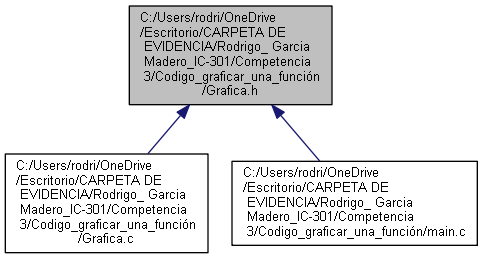 C:/Users/rodri/OneDrive
/Escritorio/CARPETA DE
EVIDENCIA/Rodrigo_ Garcia
Madero_IC-301/Competencia
3/Codigo_graficar_una_función
/Grafica.h
C:/Users/rodri/OneDrive
/Escritorio/CARPETA DE
EVIDENCIA/Rodrigo_ Garcia
Madero_IC-301/Competencia
3/Codigo_graficar_una_función
/Grafica.c
C:/Users/rodri/OneDrive
/Escritorio/CARPETA DE
EVIDENCIA/Rodrigo_ Garcia
Madero_IC-301/Competencia
3/Codigo_graficar_una_función/main.c